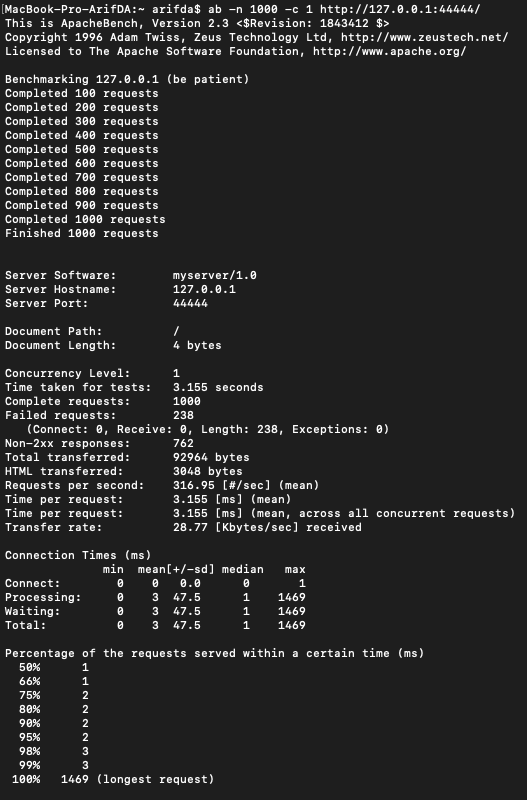 [MacBook-Pro-ArifDA:~ arifda$ ab -n 1000 -c 1 http://127.0.0.1:44444/
This is ApacheBench, Version 2.3 <$Revision: 1843412 $>
Copyright 1996 Adam Twiss, Zeus Technology Ltd, http://www.zeustech.net/
Licensed to The Apache Software Foundation, http://www.apache.org/

Benchmarking 127.0.0.1 (be patient)
Completed 100 requests
Completed 200 requests
Completed 300 requests
Completed 400 requests
Completed 500 requests
Completed 600 requests
Completed 700 requests
Completed 800 requests
Completed 900 requests
Completed 1000 requests
Finished 1000 requests


Server Software:        myserver/1.0
Server Hostname:        127.0.0.1
Server Port:            44444

Document Path:          /
Document Length:        4 bytes

Concurrency Level:      1
Time taken for tests:   3.155 seconds
Complete requests:      1000
Failed requests:        238
   (Connect: 0, Receive: 0, Length: 238, Exceptions: 0)
Non-2xx responses:      762
Total transferred:      92964 bytes
HTML transferred:       3048 bytes
Requests per second:    316.95 [#/sec] (mean)
Time per request:       3.155 [ms] (mean)
Time per request:       3.155 [ms] (mean, across all concurrent requests)
Transfer rate:          28.77 [Kbytes/sec] received

Connection Times (ms)
              min  mean[+/-sd] median   max
Connect:        0    0   0.0      0       1
Processing:     0    3  47.5      1    1469
Waiting:        0    3  47.5      1    1469
Total:          0    3  47.5      1    1469

Percentage of the requests served within a certain time (ms)
  50%      1
  66%      1
  75%      2
  80%      2
  90%      2
  95%      2
  98%      3
  99%      3
 100%   1469 (longest request)